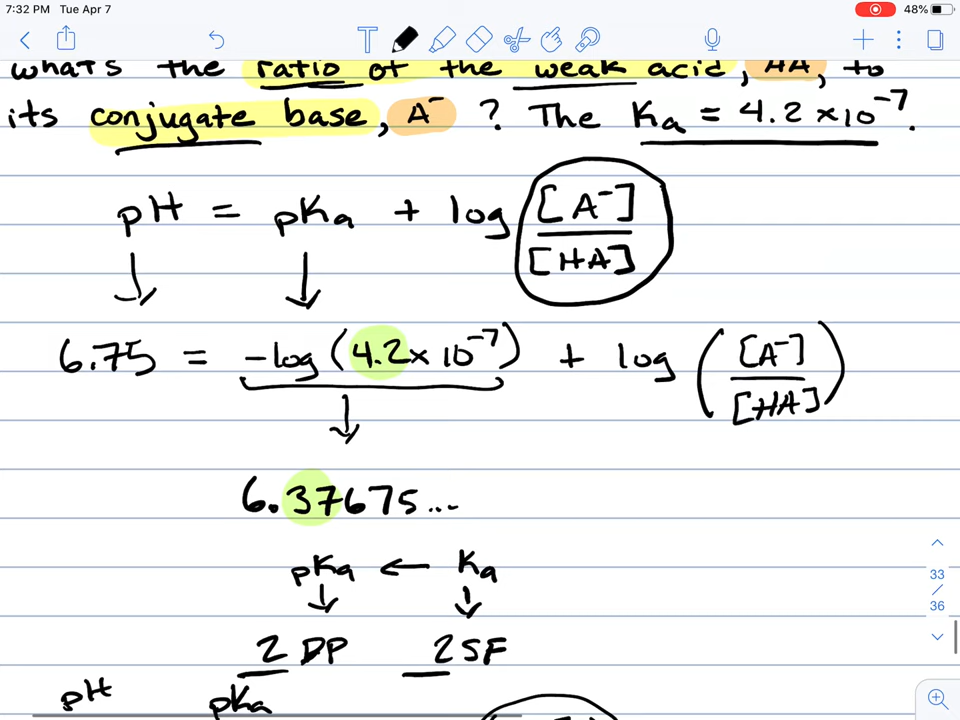 7:32 PM Tue Apr 7 48%
T
what's the ratio of the weak acid, HA, to
its conjugate base, A⁻ ? The Ka = 4.2 x10⁻⁷.
pH = pKa + log [A⁻]/[HA]
6.75 = -log (4.2 x 10⁻⁷) + log ([A⁻]/[HA])
6.37675...
pKa ← Ka
2 DP 2 SF
pH pKa
33
/
36